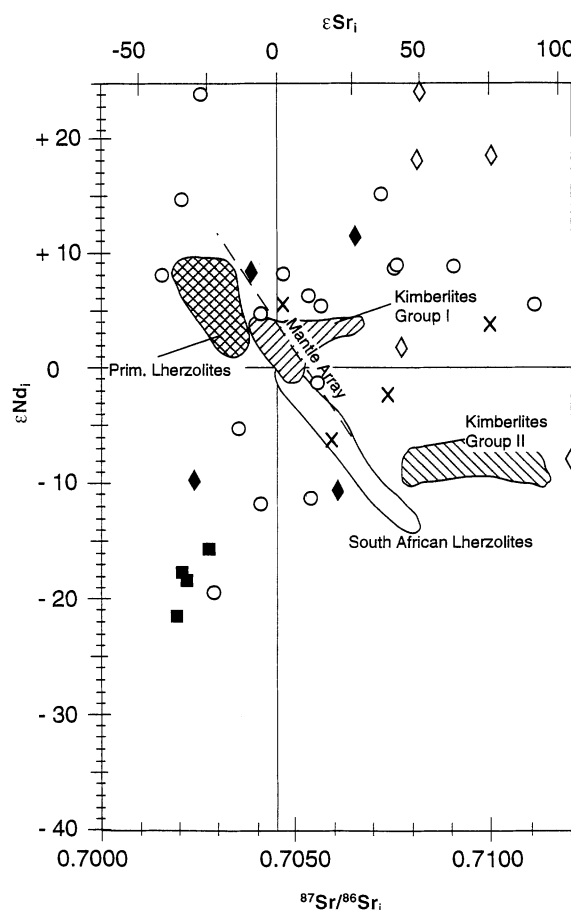 εSrᵢ
-50 0 50 100
+ 20
+ 10
0
- 10
- 20
- 30
- 40
εNdᵢ
Kimberlites
Group I
Mantle Array
Prim. Lherzolites
Kimberlites
Group II
South African Lherzolites
0.7000 0.7050 0.7100
⁸⁷Sr/⁸⁶Srᵢ